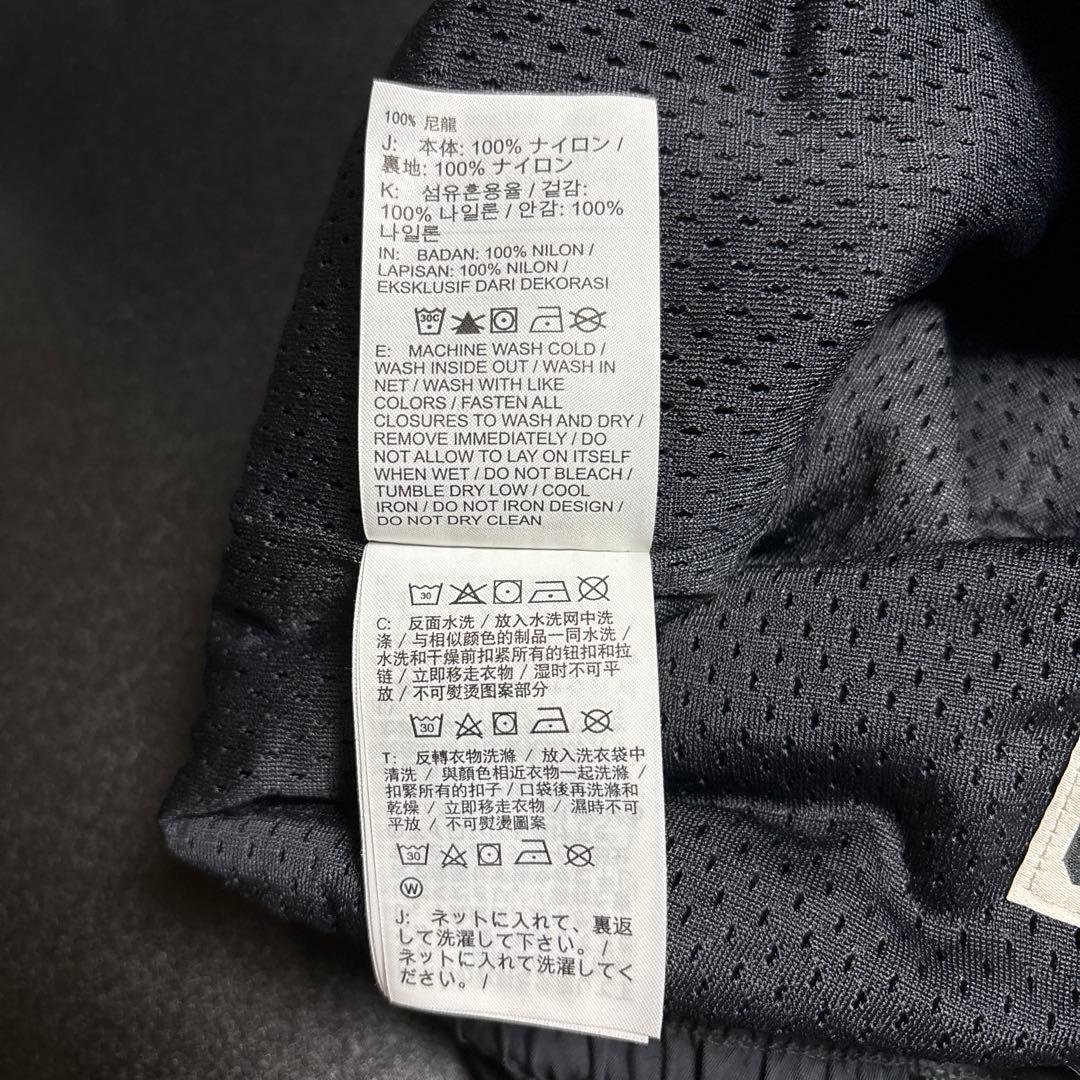 100% 尼龍
J: 本体: 100% ナイロン /
裏地: 100% ナイロン
K: 섬유혼용율 / 겉감:
100% 나일론 / 안감: 100%
나일론
IN: BADAN: 100% NILON /
LAPISAN: 100% NILON /
EKSKLUSIF DARI DEKORASI
30C
E: MACHINE WASH COLD /
WASH INSIDE OUT / WASH IN
NET / WASH WITH LIKE
COLORS / FASTEN ALL
CLOSURES TO WASH AND DRY /
REMOVE IMMEDIATELY / DO
NOT ALLOW TO LAY ON ITSELF
WHEN WET / DO NOT BLEACH /
TUMBLE DRY LOW / COOL
IRON / DO NOT IRON DESIGN /
DO NOT DRY CLEAN
30
C: 反面水洗 / 放入水洗网中洗
涤 / 与相似颜色的制品一同水洗 /
水洗和干燥前扣紧所有的钮扣和拉
链 / 立即移走衣物 / 湿时不可平
放 / 不可熨烫图案部分
30
T: 反轉衣物洗滌 / 放入洗衣袋中
清洗 / 與顏色相近衣物一起洗滌 /
扣緊所有的扣子 / 口袋後再洗滌和
乾燥 / 立即移走衣物 / 濕時不可
平放 / 不可熨燙圖案
30
W
J: ネットに入れて、裏返
して洗濯して下さい。 /
ネットに入れて洗濯してく
ださい。 /